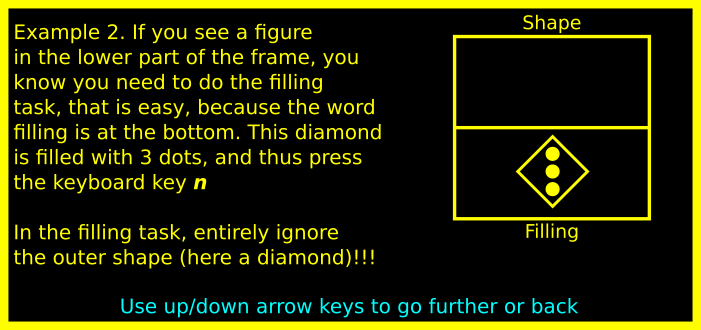 Example 2. If you see a figure
in the lower part of the frame, you
know you need to do the filling
task, that is easy, because the word
filling is at the bottom. This diamond
is filled with 3 dots, and thus press
the keyboard key n
In the filling task, entirely ignore
the outer shape (here a diamond)!!!
Shape
Filling
Use up/down arrow keys to go further or back